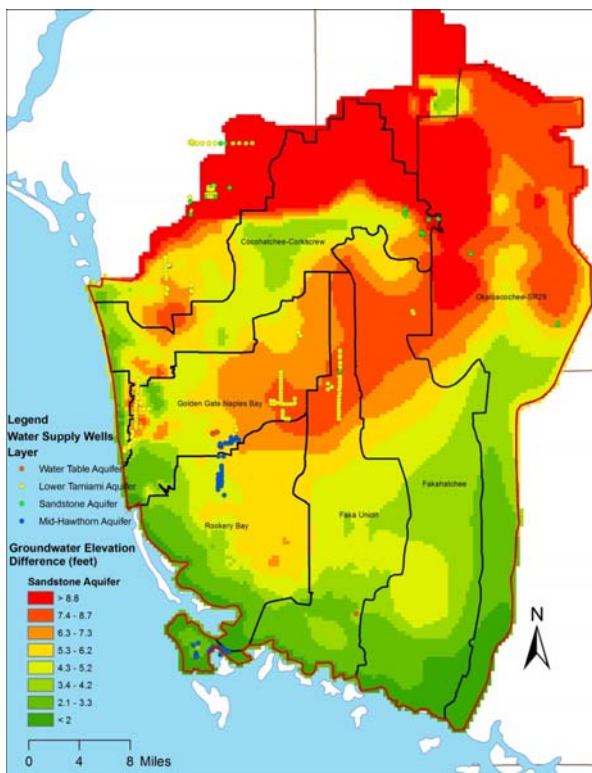 Cocohatchee-Corkscrew
Okaloacochee-SR29
Golden Gate Naples Bay
Fakahatchee
Faka Union
Rookery Bay
Legend
Water Supply Wells
Layer
Water Table Aquifer
Lower Tamiami Aquifer
Sandstone Aquifer
Mid-Hawthorn Aquifer
Groundwater Elevation
Difference (feet)
Sandstone Aquifer
> 8.8
7.4 - 8.7
6.3 - 7.3
5.3 - 6.2
4.3 - 5.2
3.4 - 4.2
2.1 - 3.3
< 2
N
0 4 8 Miles